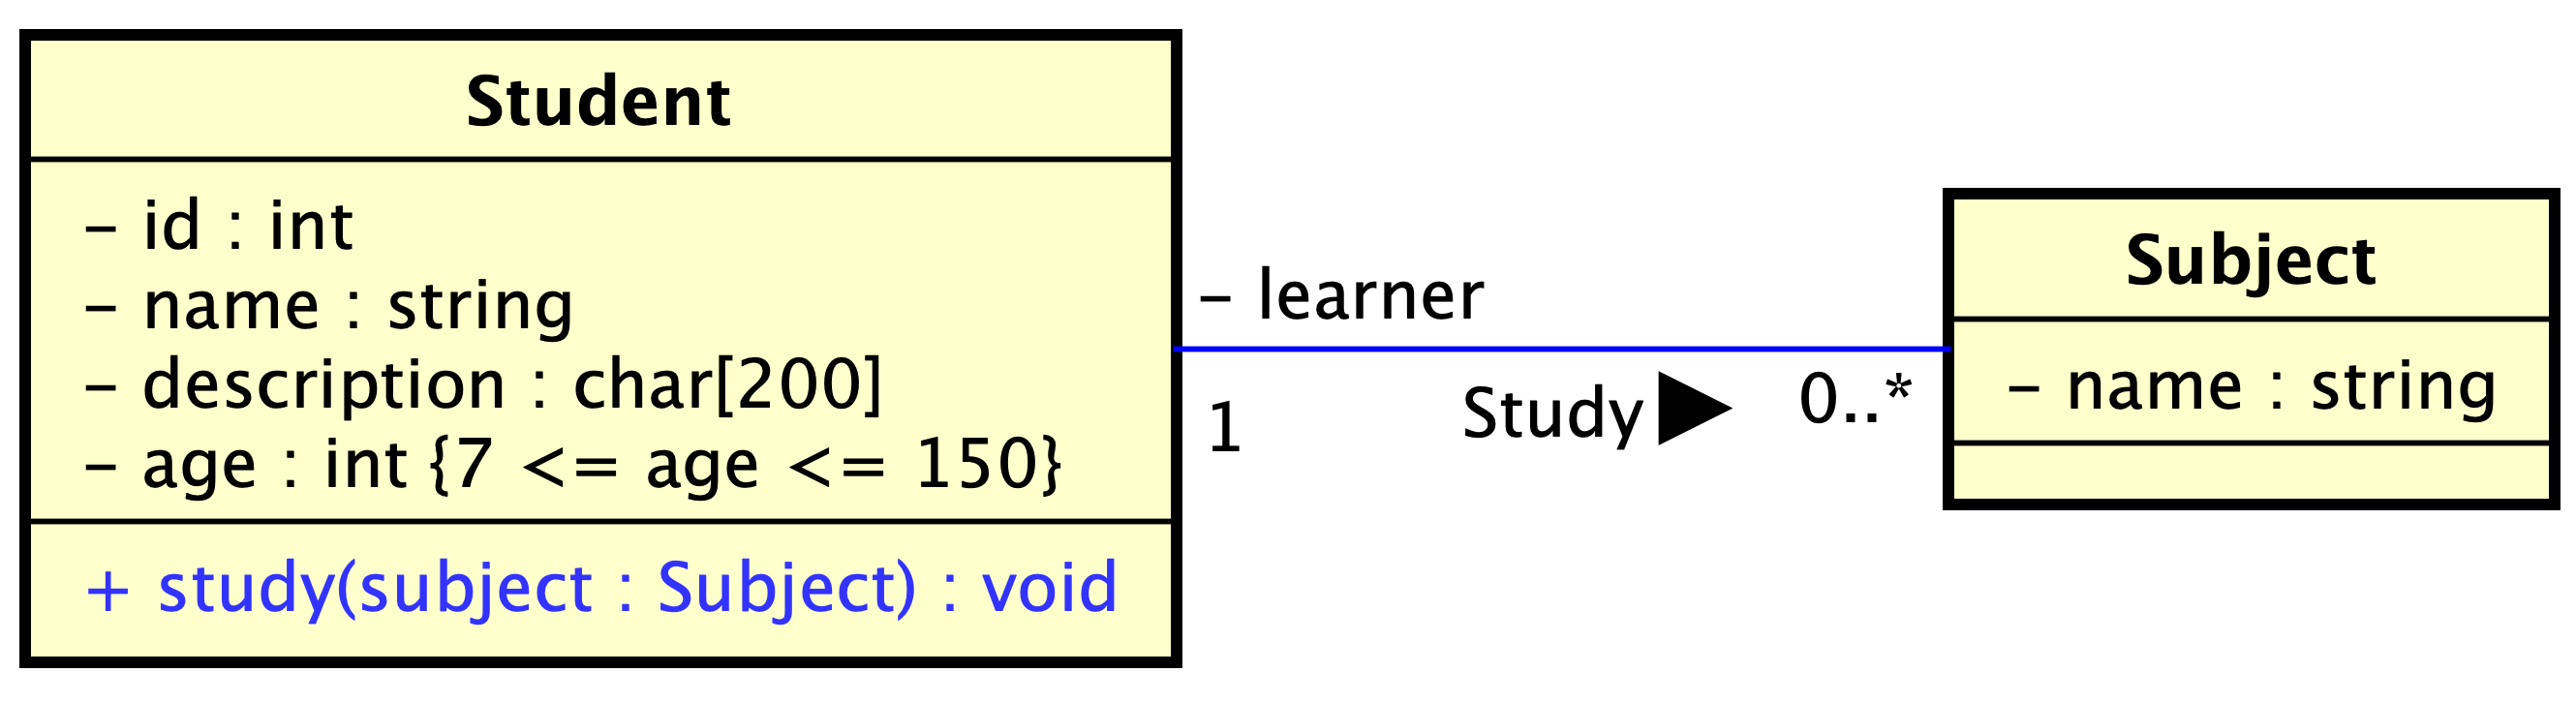 Student
- id : int
- name : string
- description : char[200]
- age : int {7 <= age <= 150}
+ study(subject : Subject) : void
- learner
1
Study ▶
0..*
Subject
- name : string